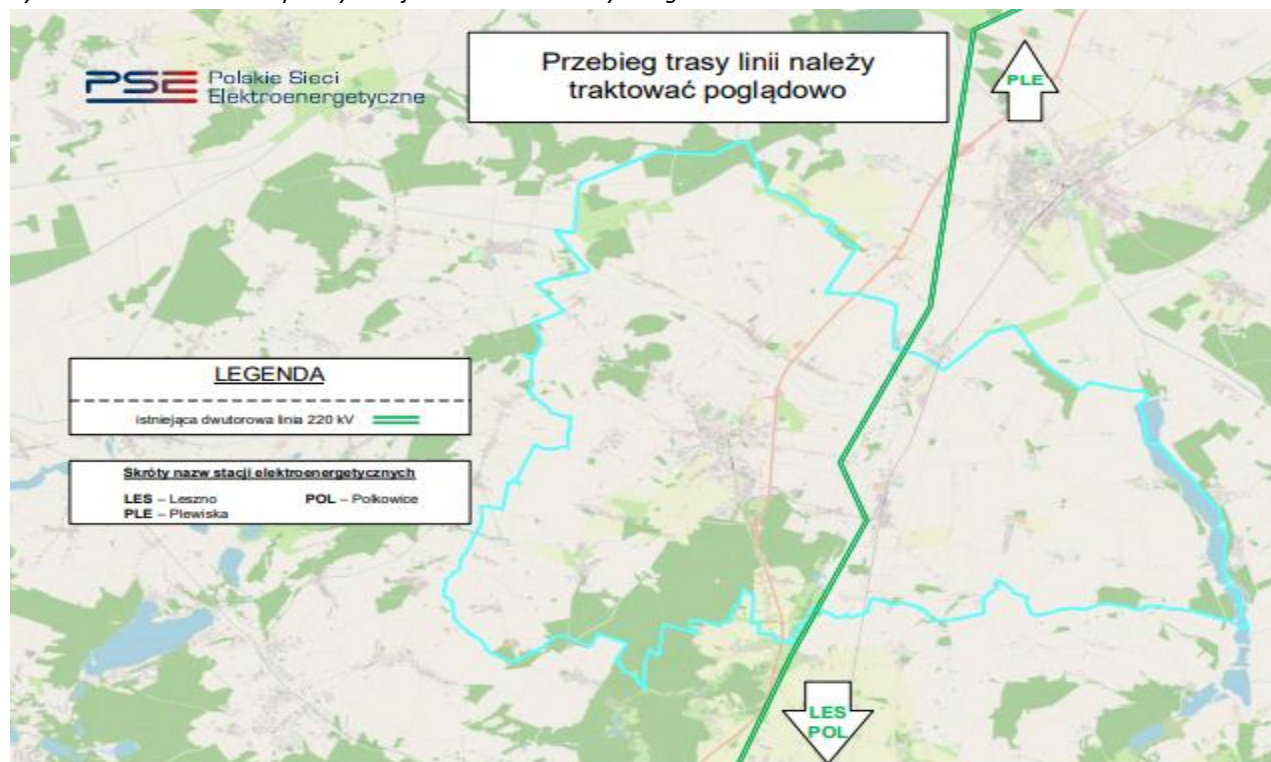 PSE Polskie Sieci
Elektroenergetyczne
Przebieg trasy linii należy
traktować poglądowo
PLE
LEGENDA
istniejąca dwutorowa linia 220 kV
Skróty nazw stacji elektroenergetycznych
LES – Leszno POL – Polkowice
PLE – Plewiska
LES
POL